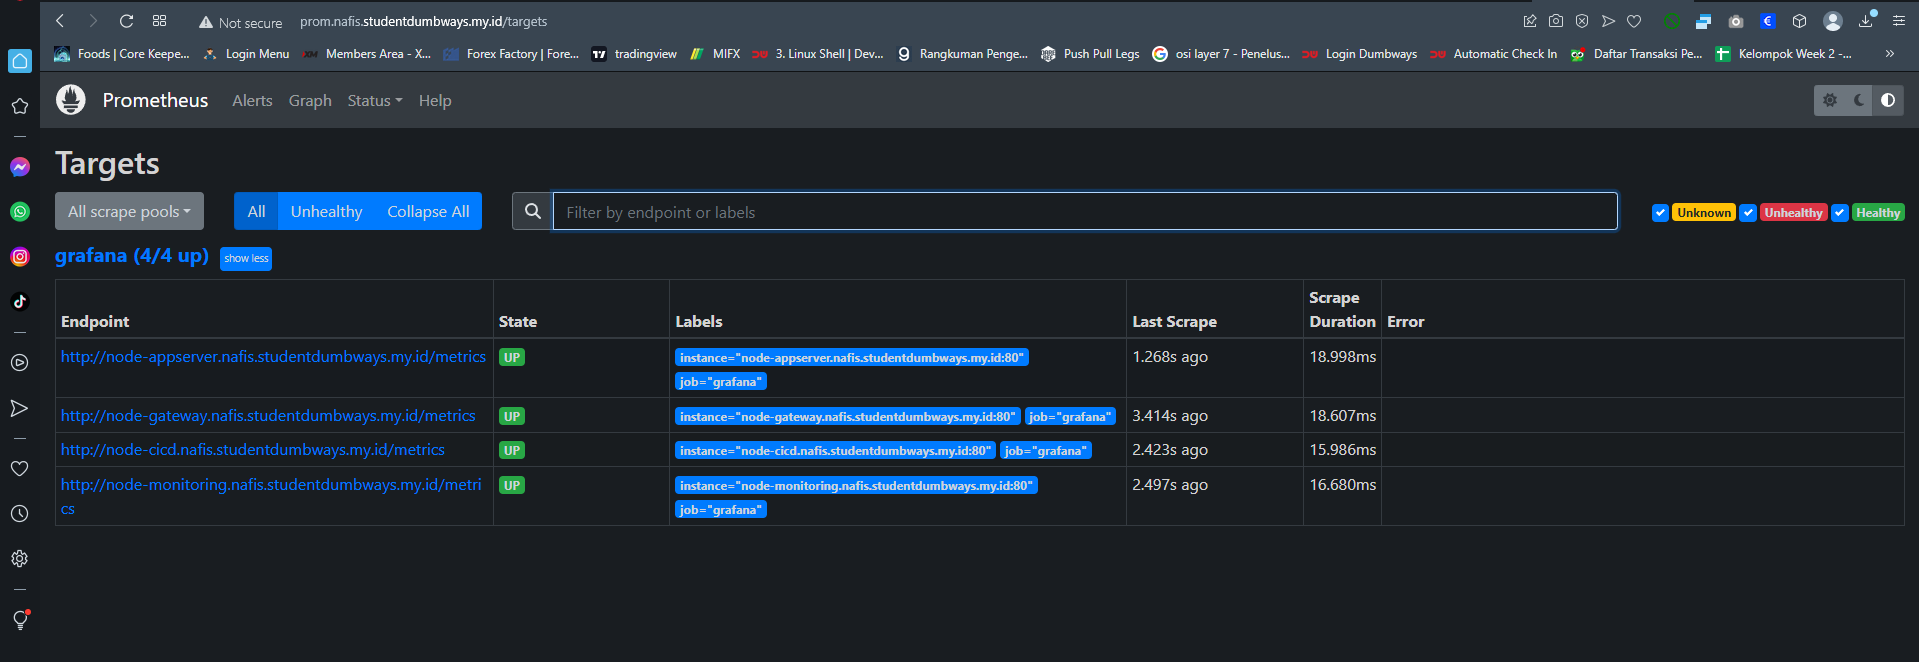 Not secure prom.nafis.studentdumbways.my.id/targets
Foods | Core Keepe... Login Menu Members Area - X... Forex Factory | Fore... tradingview MIFX 3. Linux Shell | Dev... Rangkuman Penge... Push Pull Legs osi layer 7 - Penelus... Login Dumbways Automatic Check In Daftar Transaksi Pe... Kelompok Week 2 -... »
Prometheus Alerts Graph Status Help
Targets
All scrape pools All Unhealthy Collapse All Filter by endpoint or labels Unknown Unhealthy Healthy
grafana (4/4 up) show less
Endpoint State Labels Last Scrape Scrape Duration Error
http://node-appserver.nafis.studentdumbways.my.id/metrics UP instance="node-appserver.nafis.studentdumbways.my.id:80" 1.268s ago 18.998ms
job="grafana"
http://node-gateway.nafis.studentdumbways.my.id/metrics UP instance="node-gateway.nafis.studentdumbways.my.id:80" job="grafana" 3.414s ago 18.607ms
http://node-cicd.nafis.studentdumbways.my.id/metrics UP instance="node-cicd.nafis.studentdumbways.my.id:80" job="grafana" 2.423s ago 15.986ms
http://node-monitoring.nafis.studentdumbways.my.id/metri UP instance="node-monitoring.nafis.studentdumbways.my.id:80" 2.497s ago 16.680ms
cs job="grafana"